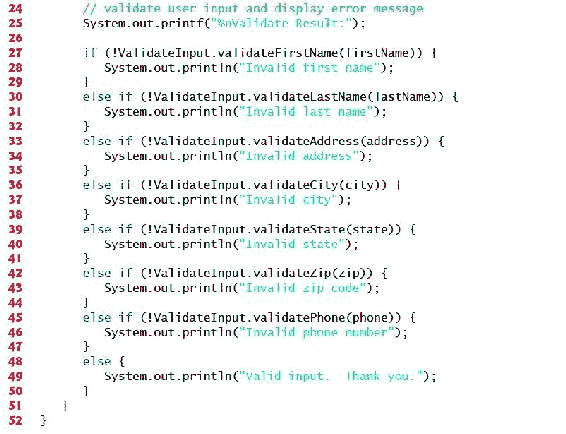 24 // validate user input and display error message
25 System.out.printf("%nValidate Result:");
26
27 if (!ValidateInput.validateFirstName(firstName)) {
28 System.out.println("Invalid first name");
29 }
30 else if (!ValidateInput.validateLastName(lastName)) {
31 System.out.println("Invalid last name");
32 }
33 else if (!ValidateInput.validateAddress(address)) {
34 System.out.println("Invalid address");
35 }
36 else if (!ValidateInput.validateCity(city)) {
37 System.out.println("Invalid city");
38 }
39 else if (!ValidateInput.validateState(state)) {
40 System.out.println("Invalid state");
41 }
42 else if (!ValidateInput.validateZip(zip)) {
43 System.out.println("Invalid zip code");
44 }
45 else if (!ValidateInput.validatePhone(phone)) {
46 System.out.println("Invalid phone number");
47 }
48 else {
49 System.out.println("Valid input.  Thank you.");
50 }
51 }
52 }